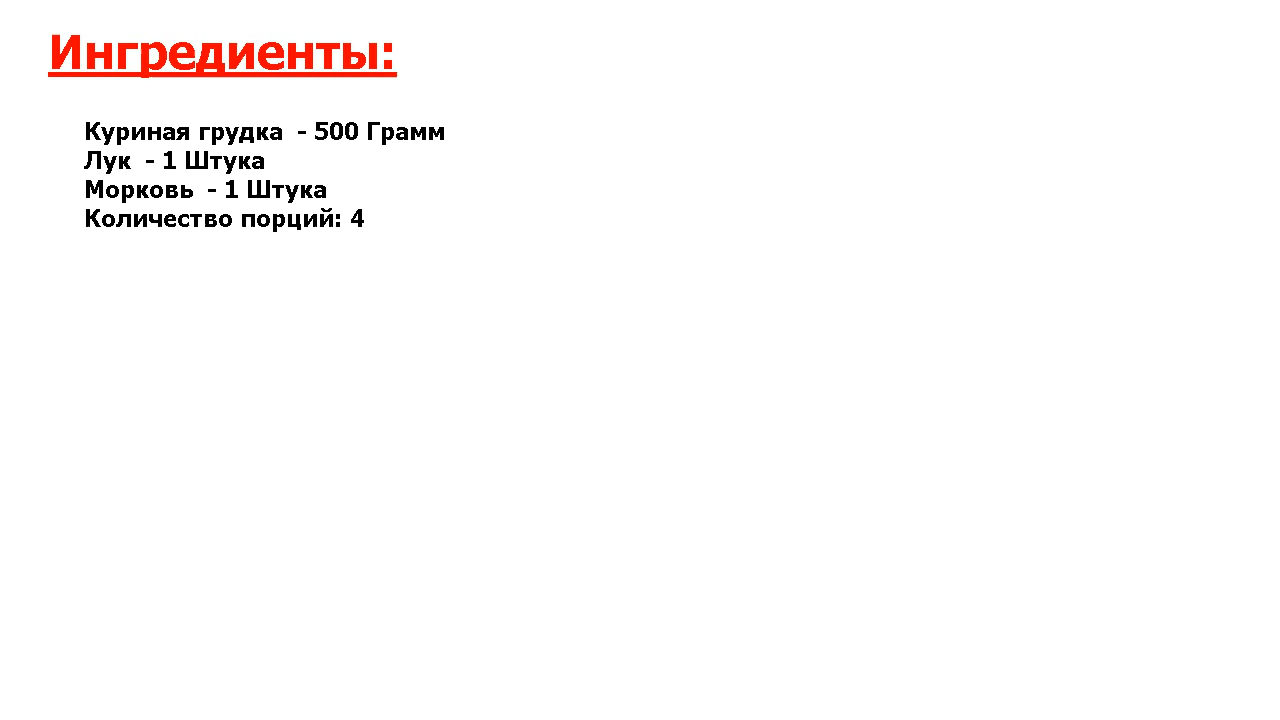 Ингредиенты:
Куриная грудка  - 500 Грамм
Лук  - 1 Штука
Морковь  - 1 Штука
Количество порций: 4